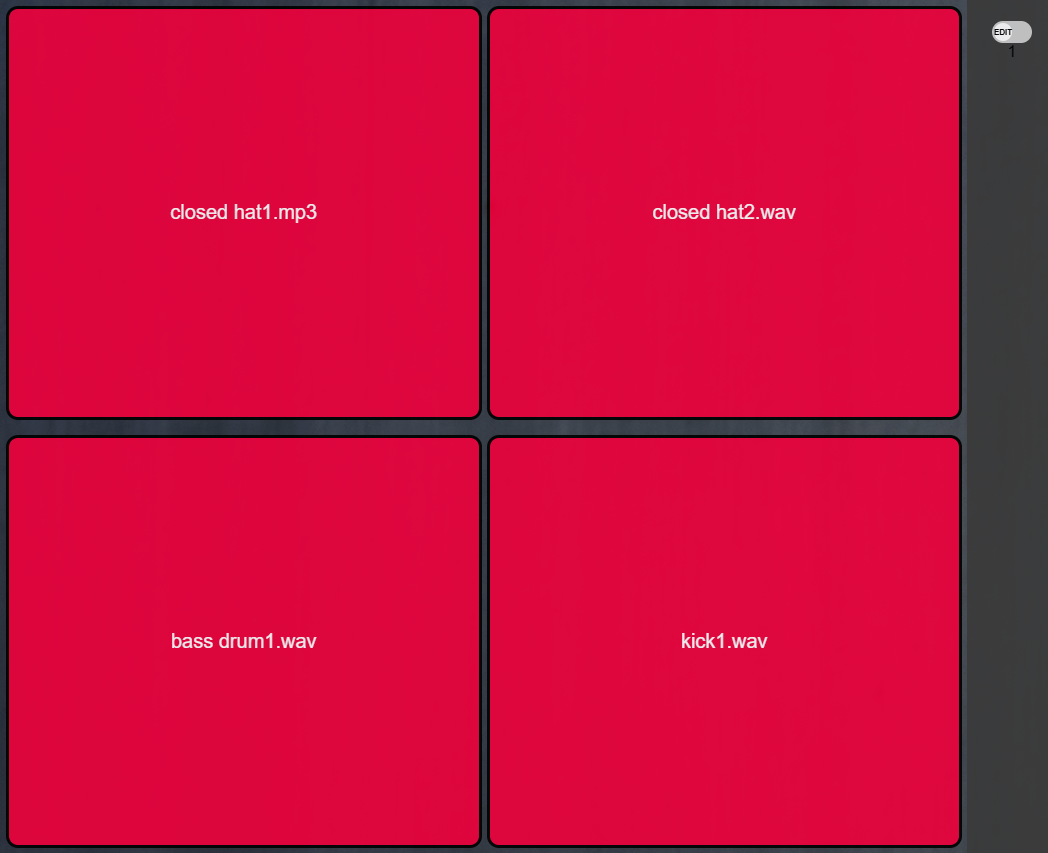 closed hat1.mp3
closed hat2.wav
EDIT
1
bass drum1.wav
kick1.wav